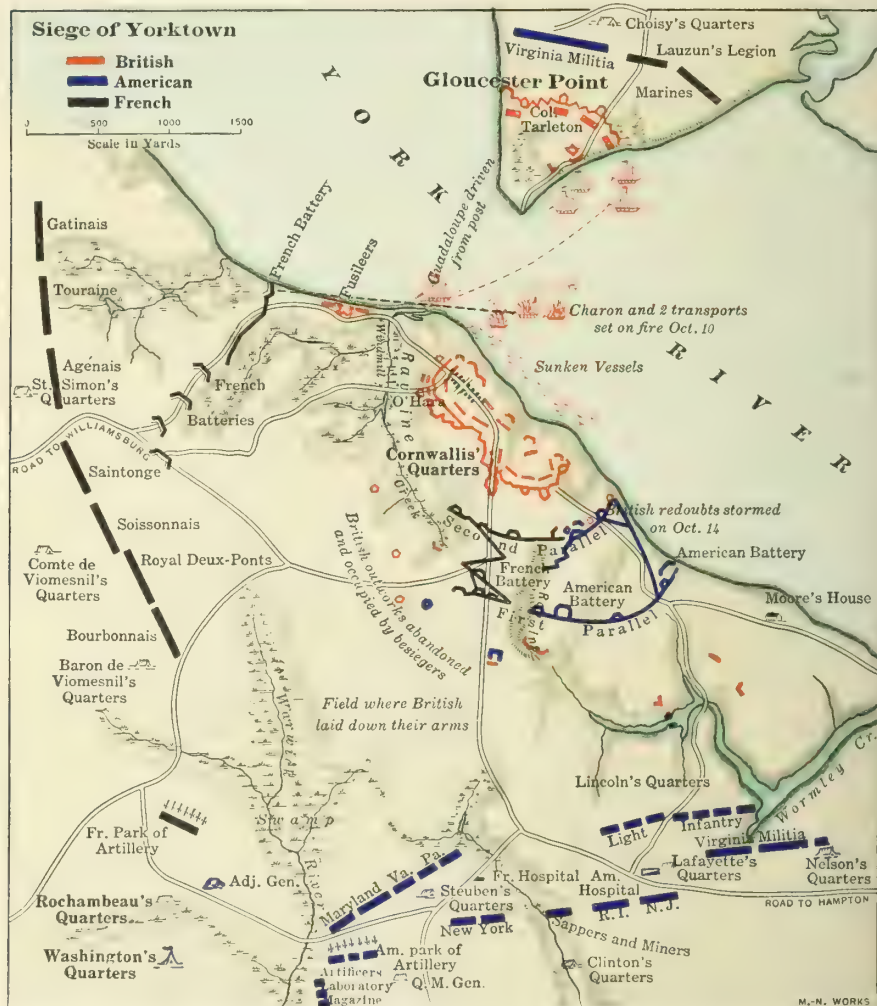 Siege of Yorktown
British
American
French
0 500 1000 1500
Scale in Yards
YORK RIVER
Choisy's Quarters
Virginia Militia
Lauzun's Legion
Gloucester Point
Marines
Col. Tarleton
Gatinais
Touraine
Agénais
St. Simon's
Quarters
French Battery
Fusileers
Guadaloupe driven
from post
Charon and 2 transports
set on fire Oct. 10
Sunken Vessels
French
Batteries
Windmill
Ravine
Creek
O'Hara
Cornwallis'
Quarters
ROAD TO WILLIAMSBURG
Saintonge
Soissonnais
Royal Deux-Ponts
Comte de
Viomesnil's
Quarters
Bourbonnais
Baron de
Viomesnil's
Quarters
British outworks abandoned
and occupied by besiegers
Second Parallel
British redoubts stormed
on Oct. 14
French
Battery
American
Battery
American Battery
Ravine
First Parallel
Moore's House
Field where British
laid down their arms
Warwick
Swamp
River
Wormley Cr.
Lincoln's Quarters
Light Infantry
Virginia Militia
Lafayette's
Quarters
Nelson's
Quarters
Fr. Park of
Artillery
Adj. Gen.
Rochambeau's
Quarters
Washington's
Quarters
Maryland Va. Pa.
Steuben's
Quarters
Fr. Hospital
Am.
Hospital
New York
R.I. N.J.
ROAD TO HAMPTON
Sappers and Miners
Am. park of
Artillery
Clinton's
Quarters
Q. M. Gen.
Artificers
Laboratory
Magazine
M.-N. WORKS